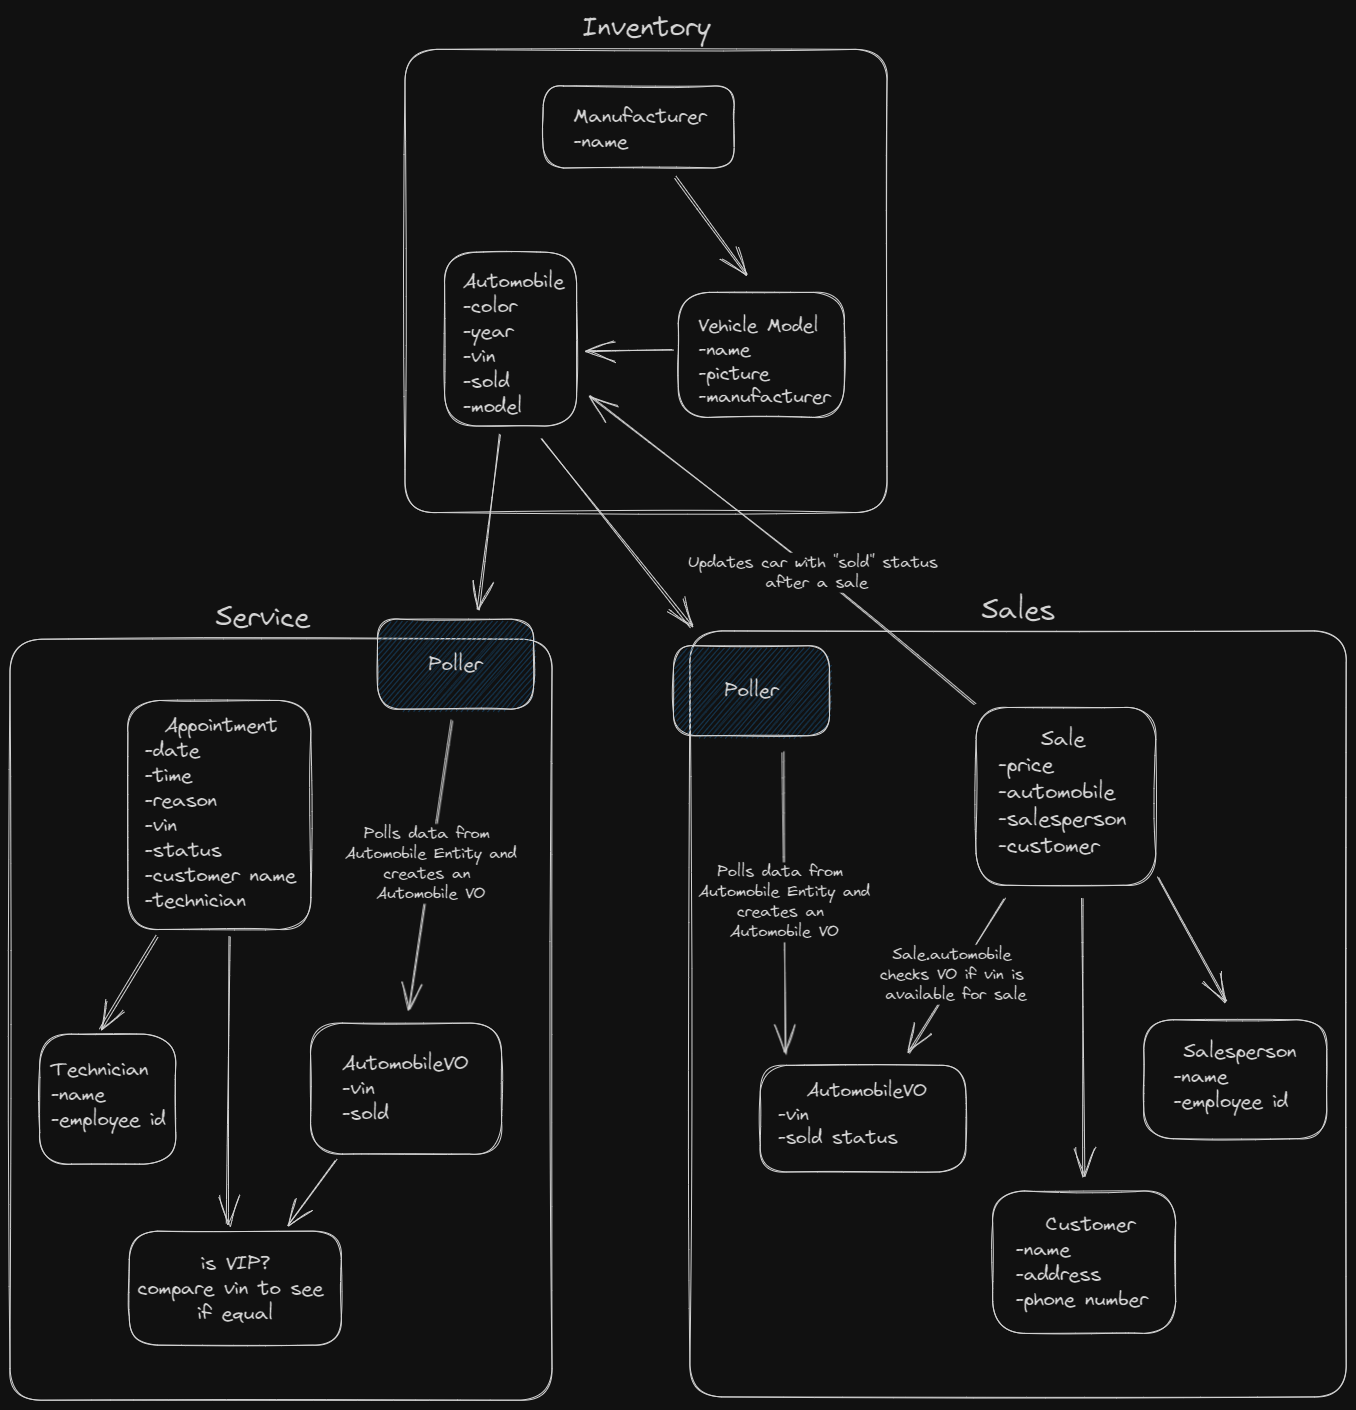 Inventory
Manufacturer
-name
Automobile
-color
-year
-vin
-sold
-model
Vehicle Model
-name
-picture
-manufacturer
Updates car with "sold" status
after a sale
Service
Poller
Appointment
-date
-time
-reason
-vin
-status
-customer name
-technician
Polls data from
Automobile Entity and
creates an
Automobile VO
Technician
-name
-employee id
AutomobileVO
-vin
-sold
is VIP?
compare vin to see
if equal
Sales
Poller
Sale
-price
-automobile
-salesperson
-customer
Polls data from
Automobile Entity and
creates an
Automobile VO
Sale.automobile
checks VO if vin is
available for sale
AutomobileVO
-vin
-sold status
Salesperson
-name
-employee id
Customer
-name
-address
-phone number